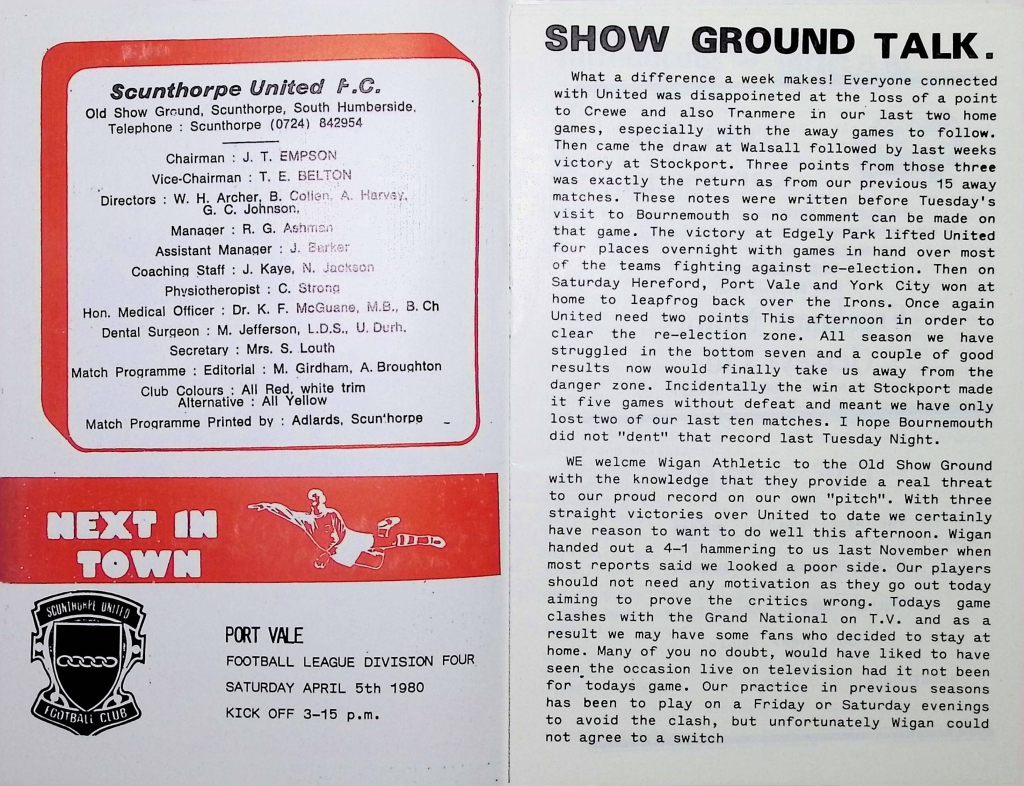 Scunthorpe United F.C.
Old Show Ground, Scunthorpe, South Humberside.
Telephone : Scunthorpe (0724) 842954
Chairman : J. T. EMPSON
Vice-Chairman : T. E. BELTON
Directors : W. H. Archer, B. Collen, A. Harvey,
G. C. Johnson,
Manager : R. G. Ashman
Assistant Manager : J. Barker
Coaching Staff : J. Kaye, N. Jackson
Physiotheropist : C. Strong
Hon. Medical Officer : Dr. K. F. McGuane, M.B., B. Ch
Dental Surgeon : M. Jefferson, L.D.S., U. Durh.
Secretary : Mrs. S. Louth
Match Programme : Editorial : M. Girdham, A. Broughton
Club Colours : All Red, white trim
Alternative : All Yellow
Match Programme Printed by : Adlards, Scunthorpe
NEXT IN
TOWN
SCUNTHORPE UNITED
FOOTBALL CLUB
PORT VALE
FOOTBALL LEAGUE DIVISION FOUR
SATURDAY APRIL 5th 1980
KICK OFF 3-15 p.m.
SHOW GROUND TALK.
What a difference a week makes! Everyone connected
with United was disappoineted at the loss of a point
to Crewe and also Tranmere in our last two home
games, especially with the away games to follow.
Then came the draw at Walsall followed by last weeks
victory at Stockport. Three points from those three
was exactly the return as from our previous 15 away
matches. These notes were written before Tuesday's
visit to Bournemouth so no comment can be made on
that game. The victory at Edgely Park lifted United
four places overnight with games in hand over most
of the teams fighting against re-election. Then on
Saturday Hereford, Port Vale and York City won at
home to leapfrog back over the Irons. Once again
United need two points This afternoon in order to
clear the re-election zone. All season we have
struggled in the bottom seven and a couple of good
results now would finally take us away from the
danger zone. Incidentally the win at Stockport made
it five games without defeat and meant we have only
lost two of our last ten matches. I hope Bournemouth
did not "dent" that record last Tuesday Night.
WE welcme Wigan Athletic to the Old Show Ground
with the knowledge that they provide a real threat
to our proud record on our own "pitch". With three
straight victories over United to date we certainly
have reason to want to do well this afternoon. Wigan
handed out a 4-1 hammering to us last November when
most reports said we looked a poor side. Our players
should not need any motivation as they go out today
aiming to prove the critics wrong. Todays game
clashes with the Grand National on T.V. and as a
result we may have some fans who decided to stay at
home. Many of you no doubt, would have liked to have
seen the occasion live on television had it not been
for todays game. Our practice in previous seasons
has been to play on a Friday or Saturday evenings
to avoid the clash, but unfortunately Wigan could
not agree to a switch